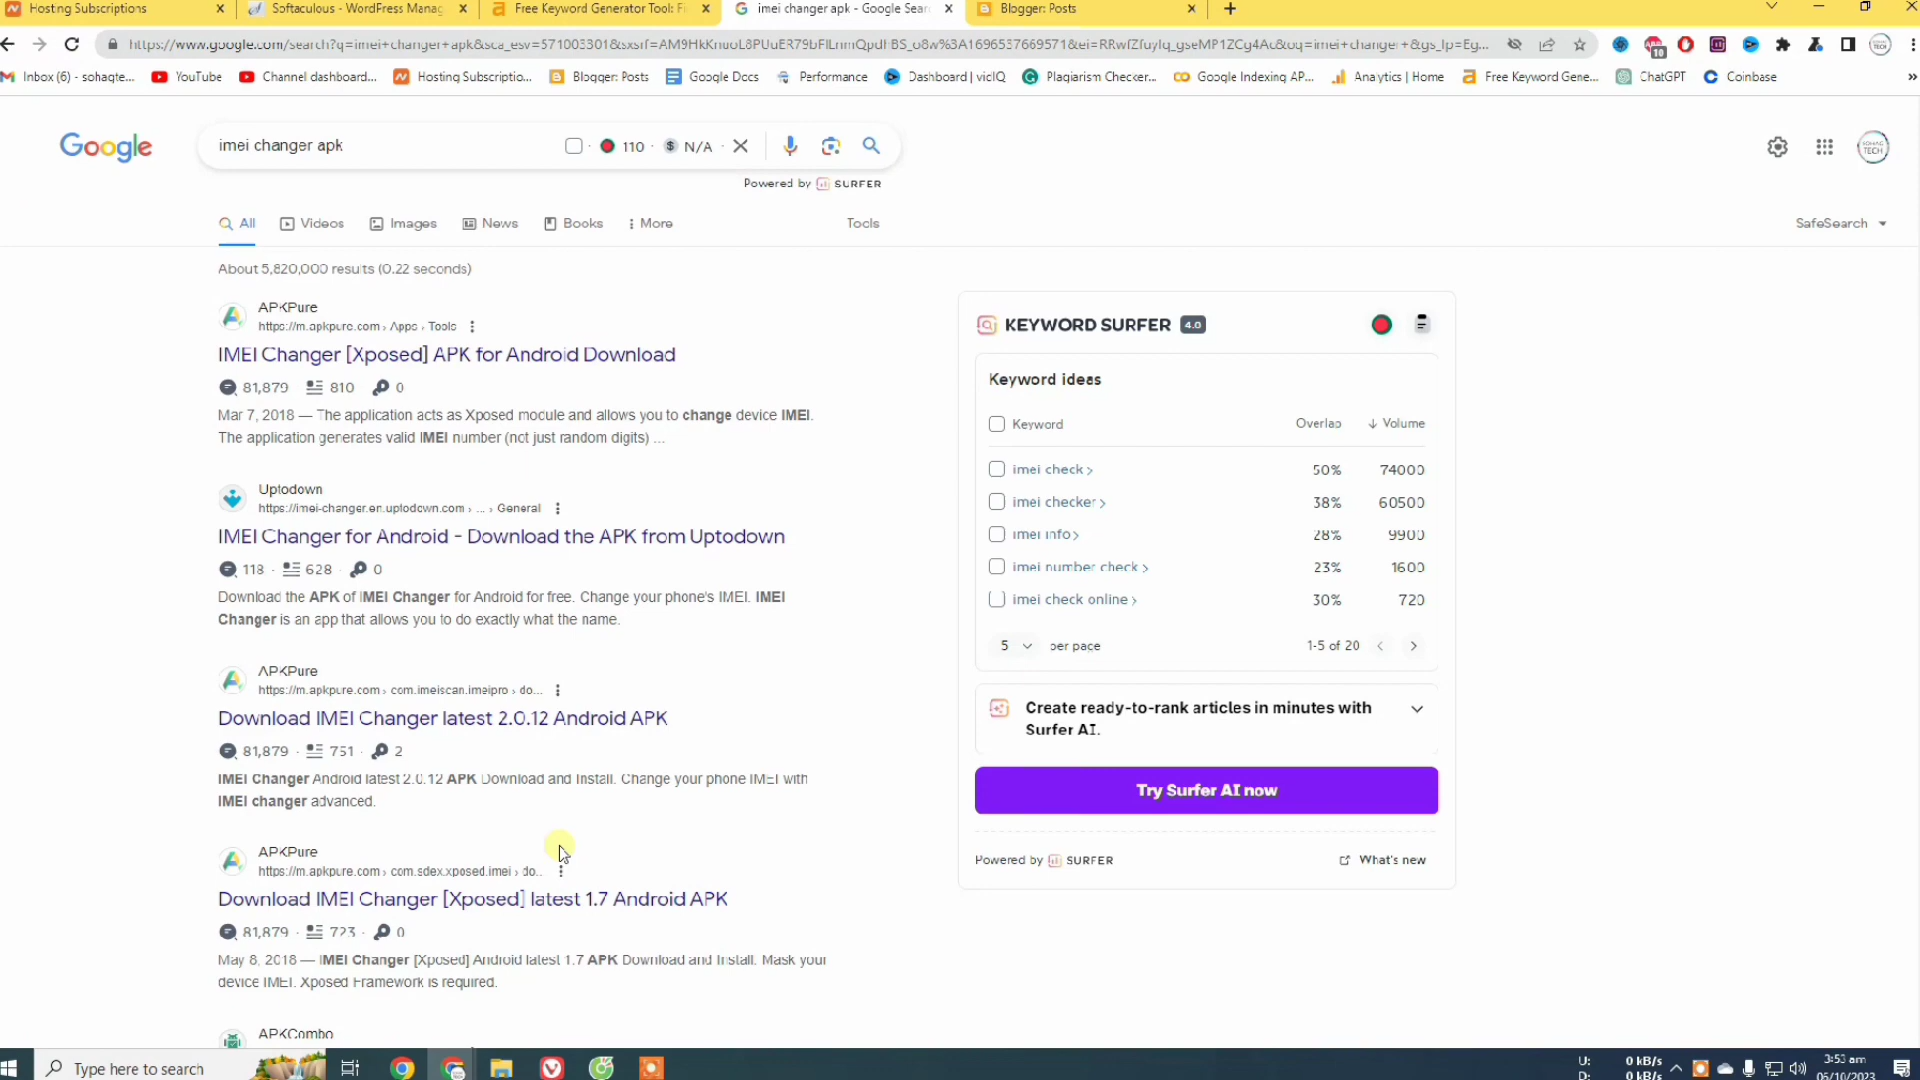 Hosting Subscriptions
Softaculous - WordPress Manag
Free Keyword Generator Tool: Fi
imei changer apk - Google Sear
Blogger: Posts
Inbox (6) - sohaqte...
YouTube
Channel dashboard...
Hosting Subscriptio...
Blogger: Posts
Google Docs
Performance
Dashboard | vidIQ
Plagiarism Checker...
Google Indexing AP...
Analytics | Home
Free Keyword Gene...
ChatGPT
Coinbase
Google
imei changer apk
110 · N/A
Powered by SURFER
All
Videos
Images
News
Books
More
Tools
SafeSearch
About 5,820,000 results (0.22 seconds)
APKPure
https://m.apkpure.com › Apps › Tools
IMEI Changer [Xposed] APK for Android Download
81,879 810 0
Mar 7, 2018 — The application acts as Xposed module and allows you to change device IMEI.
The application generates valid IMEI number (not just random digits) ...
Uptodown
https://imei-changer.en.uptodown.com › ... › General
IMEI Changer for Android - Download the APK from Uptodown
118 · 628 · 0
Download the APK of IMEI Changer for Android for free. Change your phone's IMEI. IMEI
Changer is an app that allows you to do exactly what the name.
APKPure
https://m.apkpure.com › com.imeiscan.imeipro › do...
Download IMEI Changer latest 2.0.12 Android APK
81,879 · 751 · 2
IMEI Changer Android latest 2.0.12 APK Download and Install. Change your phone IMEI with
IMEI changer advanced.
APKPure
https://m.apkpure.com › com.sdex.xposed.imei › do...
Download IMEI Changer [Xposed] latest 1.7 Android APK
81,879 · 723 · 0
May 8, 2018 — IMEI Changer [Xposed] Android latest 1.7 APK Download and Install. Mask your
device IMEI. Xposed Framework is required.
APKCombo
KEYWORD SURFER 4.0
Keyword ideas
Keyword Overlap ↓ Volume
imei check › 50% 74000
imei checker › 38% 60500
imei info › 28% 9900
imei number check › 23% 1600
imei check online › 30% 720
5 per page 1-5 of 20
Create ready-to-rank articles in minutes with
Surfer AI.
Try Surfer AI now
Powered by SURFER
What's new
Type here to search
U: 0 kB/s
D: 0 kB/s
3:53 am
06/10/2023